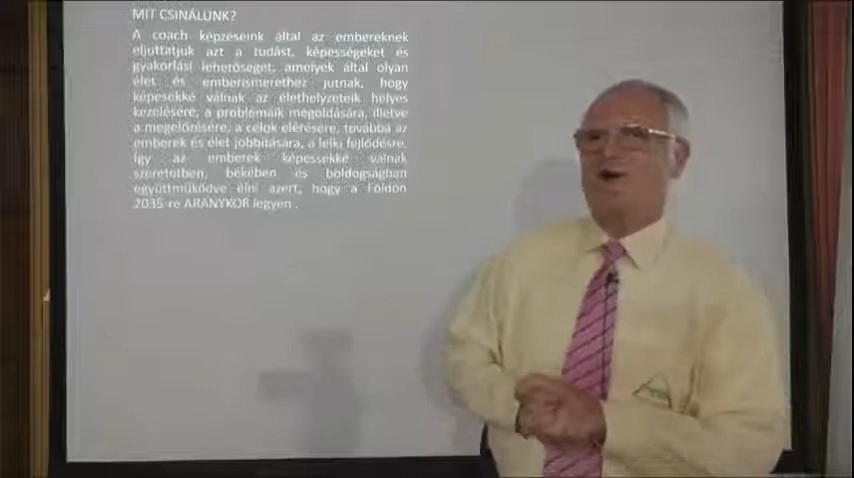 MIT CSINÁLUNK?
A coach képzéseink által az embereknek
eljuttatjuk azt a tudást, képességeket és
gyakorlási lehetőséget, amelyek által olyan
élet és emberismerethez jutnak, hogy
képesekké válnak az élethelyzeteik helyes
kezelésére, a problémáik megoldására, illetve
a megelőzésére, a célok elérésére, továbbá az
emberek és élet jobbítására, a lelki fejlődésre.
Így az emberek képessekké válnak
szeretetben, békében és boldogságban
együttműködve élni azért, hogy a Földön
2035-re ARANYKOR legyen .